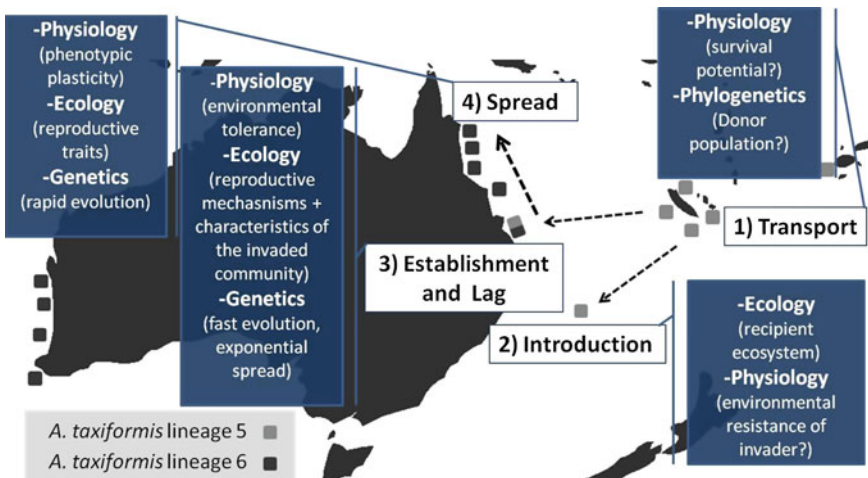 -Physiology
(phenotypic
plasticity)
-Ecology
(reproductive
traits)
-Genetics
(rapid evolution)
-Physiology
(environmental
tolerance)
-Ecology
(reproductive
mechsnisms +
characteristics of
the invaded
community)
-Genetics
(fast evolution,
exponential
spread)
4) Spread
-Physiology
(survival
potential?)
-Phylogenetics
(Donor
population?)
1) Transport
3) Establishment
and Lag
2) Introduction
-Ecology
(recipient
ecosystem)
-Physiology
(environmental
resistance of
invader?)
A. taxiformis lineage 5
A. taxiformis lineage 6